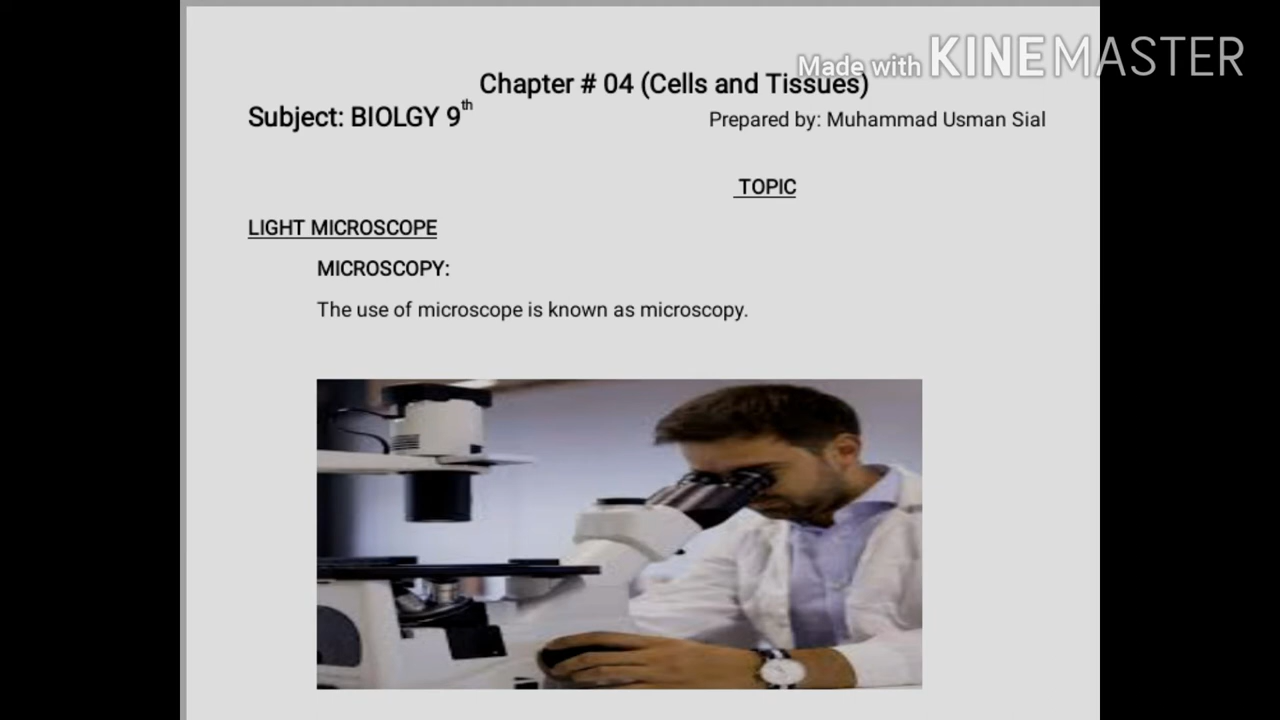 Made with KINEMASTER
Chapter # 04 (Cells and Tissues)
Subject: BIOLGY 9th
Prepared by: Muhammad Usman Sial
TOPIC
LIGHT MICROSCOPE
MICROSCOPY:
The use of microscope is known as microscopy.